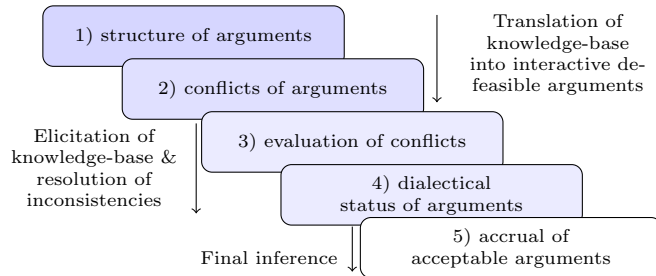 1) structure of arguments
Translation of
knowledge-base
into interactive de-
feasible arguments
2) conflicts of arguments
Elicitation of
knowledge-base &
resolution of
inconsistencies
3) evaluation of conflicts
4) dialectical
status of arguments
5) accrual of
acceptable arguments
Final inference